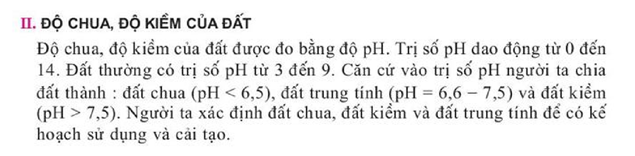 II. ĐỘ CHUA, ĐỘ KIỀM CỦA ĐẤT
Độ chua, độ kiềm của đất được đo bằng độ pH. Trị số pH dao động từ 0 đến
14. Đất thường có trị số pH từ 3 đến 9. Căn cứ vào trị số pH người ta chia
đất thành : đất chua (pH < 6,5), đất trung tính (pH = 6,6 – 7,5) và đất kiềm
(pH > 7,5). Người ta xác định đất chua, đất kiềm và đất trung tính để có kế
hoạch sử dụng và cải tạo.